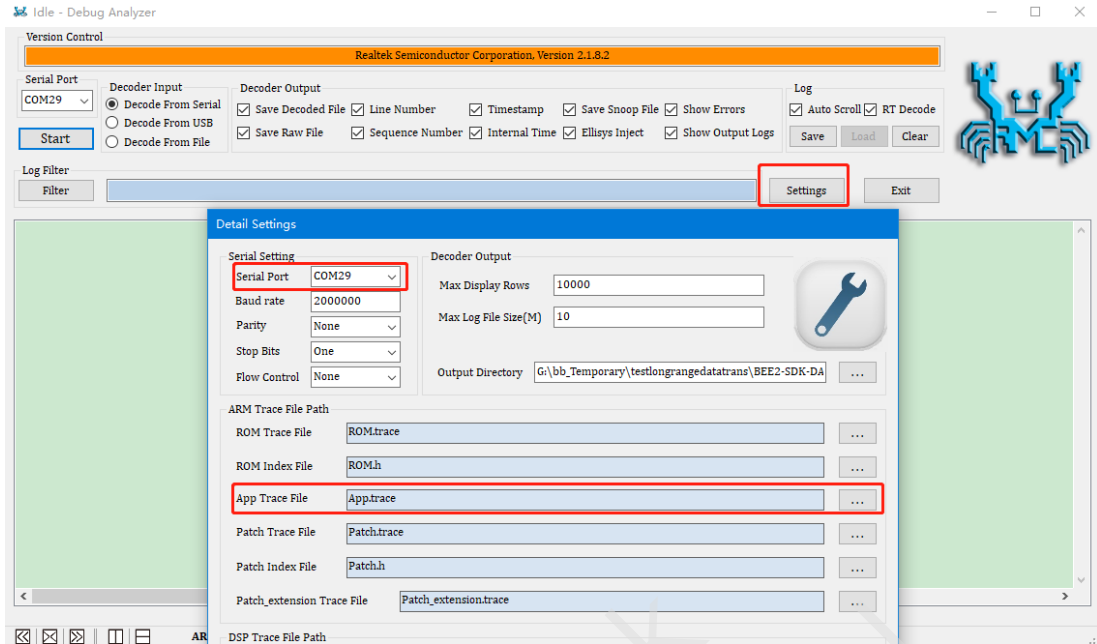 Idle - Debug Analyzer
Version Control
Realtek Semiconductor Corporation, Version 2.1.8.2
Serial Port
COM29
Start
Decoder Input
Decode From Serial
Decode From USB
Decode From File
Decoder Output
Save Decoded File Line Number Timestamp Save Snoop File Show Errors
Save Raw File Sequence Number Internal Time Ellisys Inject Show Output Logs
Log
Auto Scroll RT Decode
Save Load Clear
Log Filter
Filter
Settings
Exit
Detail Settings
Serial Setting
Serial Port COM29
Baud rate 2000000
Parity None
Stop Bits One
Flow Control None
Decoder Output
Max Display Rows 10000
Max Log File Size(M) 10
Output Directory G:\bb_Temporary\testlongrangedatatrans\BEE2-SDK-DA ...
ARM Trace File Path
ROM Trace File ROM.trace ...
ROM Index File ROM.h ...
App Trace File App.trace ...
Patch Trace File Patch.trace ...
Patch Index File Patch.h ...
Patch_extension Trace File Patch_extension.trace ...
DSP Trace File Path
AR